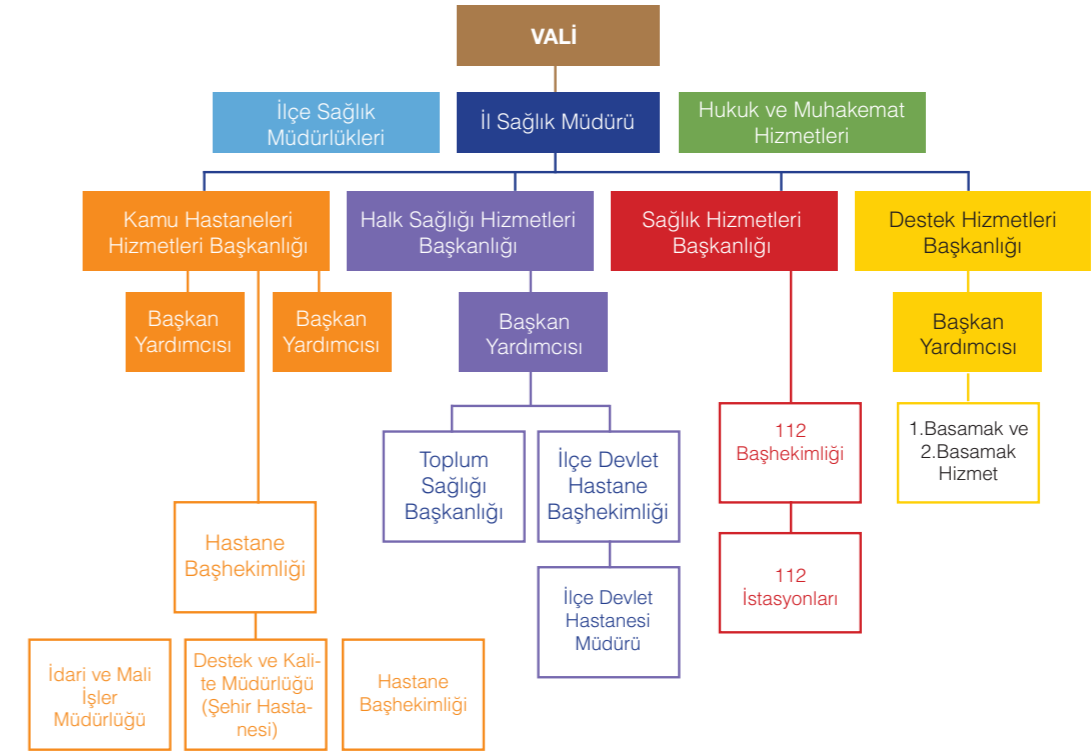 VALİ
İlçe Sağlık
Müdürlükleri
İl Sağlık Müdürü
Hukuk ve Muhakemat
Hizmetleri
Kamu Hastaneleri
Hizmetleri Başkanlığı
Halk Sağlığı Hizmetleri
Başkanlığı
Sağlık Hizmetleri
Başkanlığı
Destek Hizmetleri
Başkanlığı
Başkan
Yardımcısı
Başkan
Yardımcısı
Başkan
Yardımcısı
Başkan
Yardımcısı
Toplum
Sağlığı
Başkanlığı
İlçe Devlet
Hastane
Başhekimliği
112
Başhekimliği
1.Basamak ve
2.Basamak
Hizmet
Hastane
Başhekimliği
İlçe Devlet
Hastanesi
Müdürü
112
İstasyonları
İdari ve Mali
İşler
Müdürlüğü
Destek ve Kali-
te Müdürlüğü
(Şehir Hasta-
nesi)
Hastane
Başhekimliği